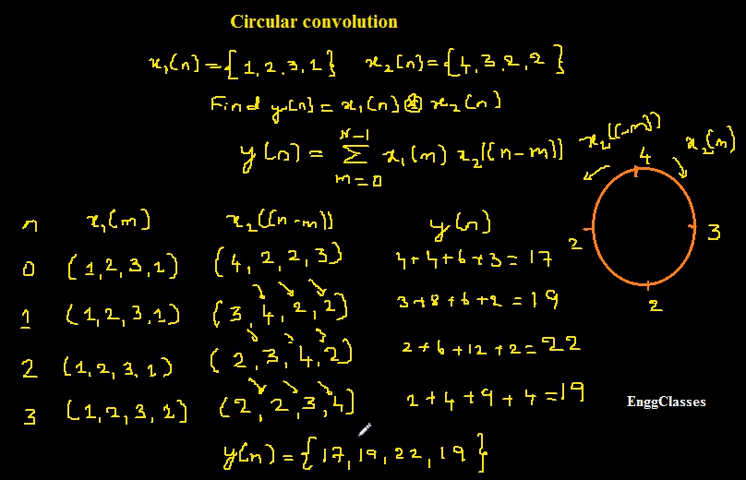 Circular convolution
x₁(n) = {1, 2, 3, 1} x₂(n) = {4, 3, 2, 2}
Find y(n) = x₁(n) ④ x₂(n)
y(n) = Σ_{m=0}^{N-1} x₁(m) x₂((n-m))
x₂((-m)) x₂(m)
4
2
3
2
n x₁(m) x₂((n-m)) y(n)
0 (1, 2, 3, 1) (4, 2, 2, 3) 4+4+6+3 = 17
1 (1, 2, 3, 1) (3, 4, 2, 2) 3+8+6+2 = 19
2 (1, 2, 3, 1) (2, 3, 4, 2) 2+6+12+2 = 22
3 (1, 2, 3, 1) (2, 2, 3, 4) 2+4+9+4 = 19
EnggClasses
y(n) = {17, 19, 22, 19}